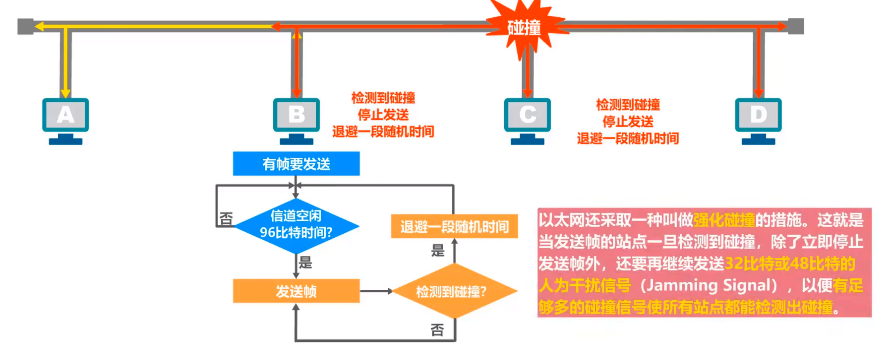 碰撞
A
B
C
D
检测到碰撞
停止发送
退避一段随机时间
检测到碰撞
停止发送
退避一段随机时间
有帧要发送
否
信道空闲
96比特时间?
是
发送帧
检测到碰撞?
是
退避一段随机时间
否
以太网还采取一种叫做强化碰撞的措施。这就是
当发送帧的站点一旦检测到碰撞，除了立即停止
发送帧外，还要再继续发送32比特或48比特的
人为干扰信号（Jamming Signal），以便有足
够多的碰撞信号使所有站点都能检测出碰撞。